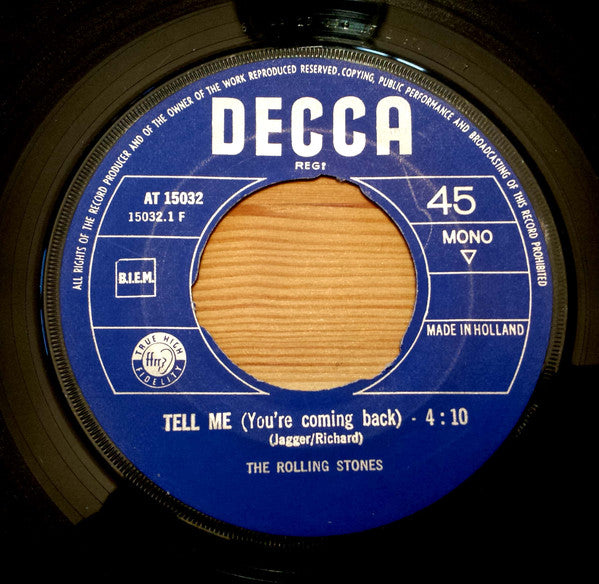 ALL RIGHTS OF THE RECORD PRODUCER AND OF THE OWNER OF THE WORK REPRODUCED RESERVED. COPYING, PUBLIC PERFORMANCE AND BROADCASTING OF THIS RECORD PROHIBITED
DECCA
REGD
AT 15032
15032.1 F
45
MONO
B.I.E.M.
MADE IN HOLLAND
TRUE HIGH
ffrr
FIDELITY
TELL ME (You're coming back) - 4:10
(Jagger/Richard)
THE ROLLING STONES